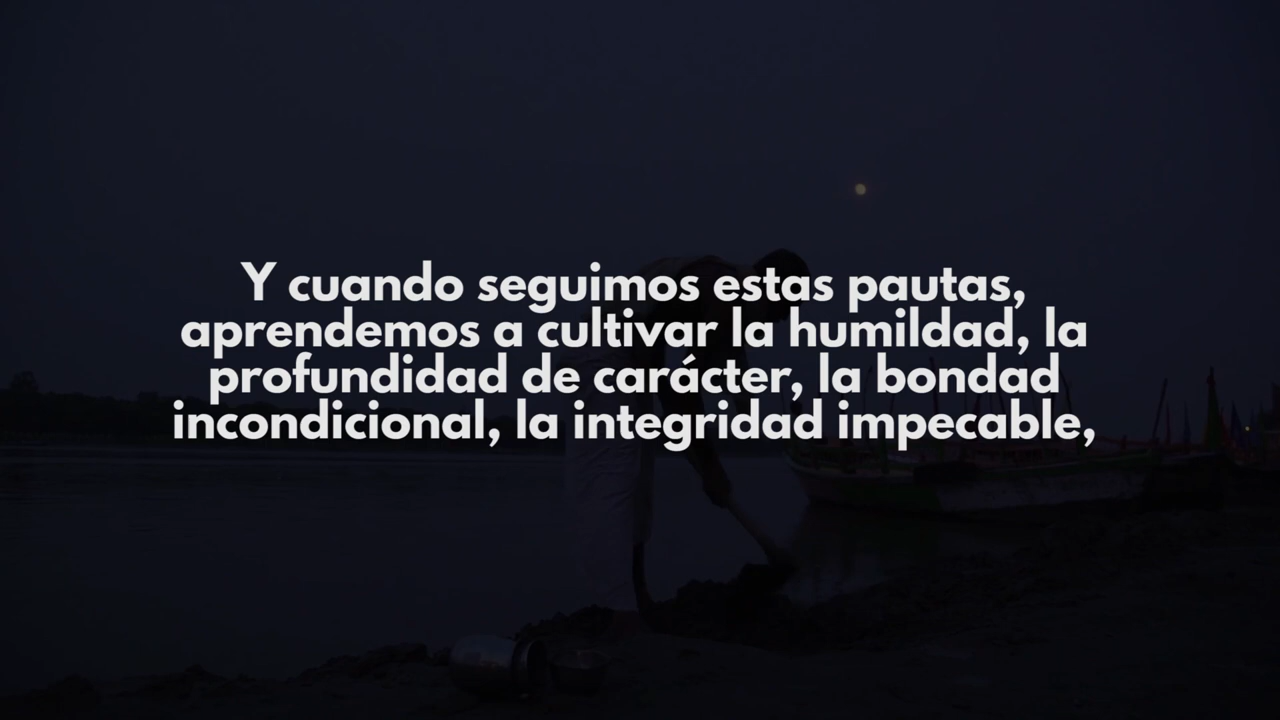 Y cuando seguimos estas pautas,
aprendemos a cultivar la humildad, la
profundidad de carácter, la bondad
incondicional, la integridad impecable,